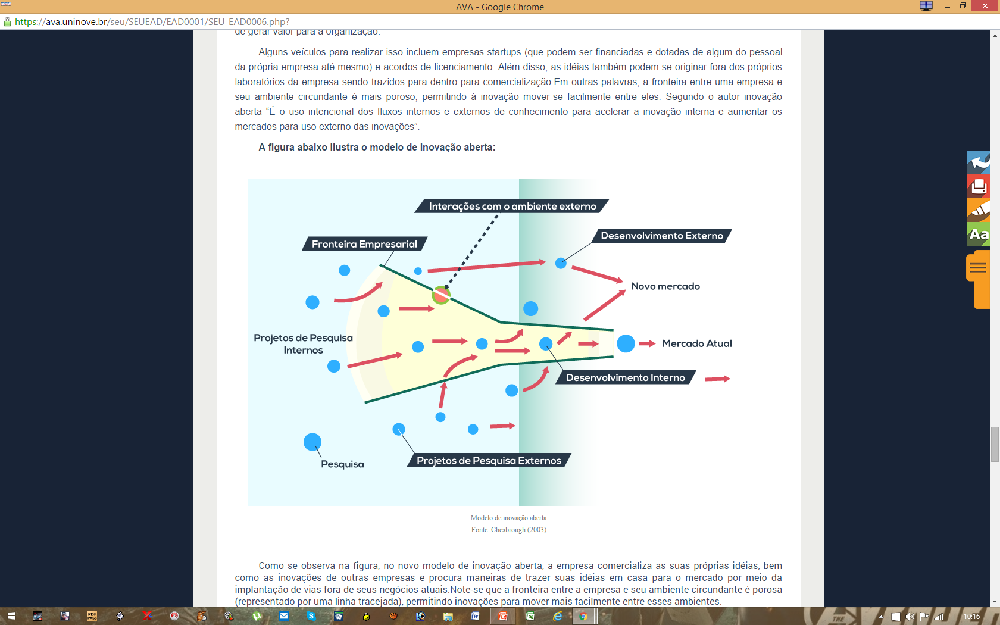 AVA - Google Chrome
https://ava.uninove.br/seu/SEUEAD/EAD0001/SEU_EAD0006.php?
de gerar valor para a organização.
Alguns veículos para realizar isso incluem empresas startups (que podem ser financiadas e dotadas de algum do pessoal
da própria empresa até mesmo) e acordos de licenciamento. Além disso, as idéias também podem se originar fora dos próprios
laboratórios da empresa sendo trazidos para dentro para comercialização.Em outras palavras, a fronteira entre uma empresa e
seu ambiente circundante é mais poroso, permitindo à inovação mover-se facilmente entre eles. Segundo o autor inovação
aberta “É o uso intencional dos fluxos internos e externos de conhecimento para acelerar a inovação interna e aumentar os
mercados para uso externo das inovações”.
A figura abaixo ilustra o modelo de inovação aberta:
Interações com o ambiente externo
Desenvolvimento Externo
Fronteira Empresarial
Novo mercado
Projetos de Pesquisa
Internos
Mercado Atual
Desenvolvimento Interno
Pesquisa
Projetos de Pesquisa Externos
Modelo de inovação aberta
Fonte: Chesbrough (2003)
Como se observa na figura, no novo modelo de inovação aberta, a empresa comercializa as suas próprias idéias, bem
como as inovações de outras empresas e procura maneiras de trazer suas idéias em casa para o mercado por meio da
implantação de vias fora de seus negócios atuais.Note-se que a fronteira entre a empresa e seu ambiente circundante é porosa
(representado por uma linha tracejada), permitindo inovações para mover mais facilmente entre esses ambientes.
Aa
PDF
PASS
THE
10:16